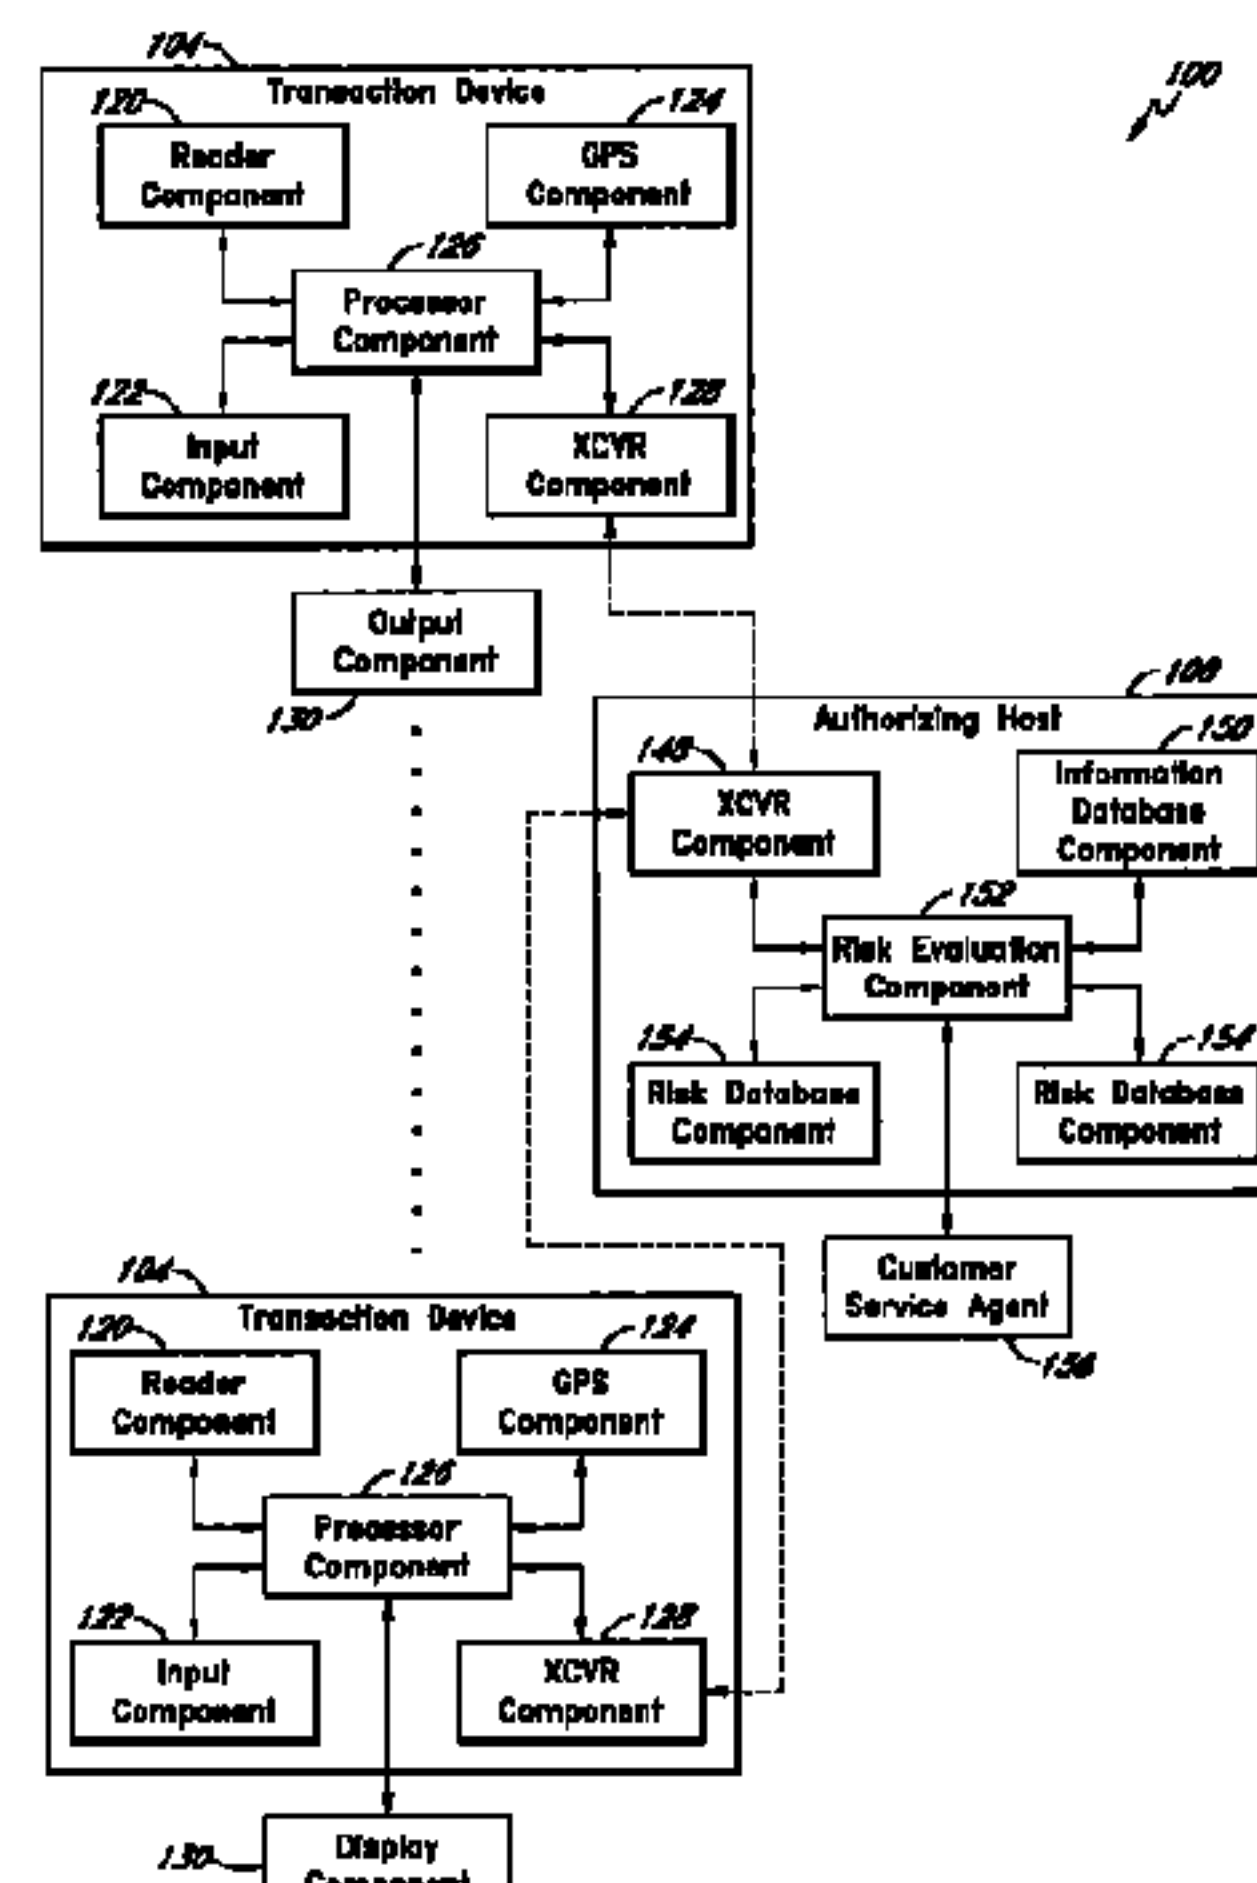 100
104
Transaction Device
120
Reader
Component
124
GPS
Component
126
Processor
Component
122
Input
Component
128
XCVR
Component
Output
Component
130
108
Authorizing Host
148
XCVR
Component
150
Information
Database
Component
152
Risk Evaluation
Component
154
Risk Database
Component
154
Risk Database
Component
Customer
Service Agent
156
104
Transaction Device
120
Reader
Component
124
GPS
Component
126
Processor
Component
122
Input
Component
128
XCVR
Component
130
Display
Component